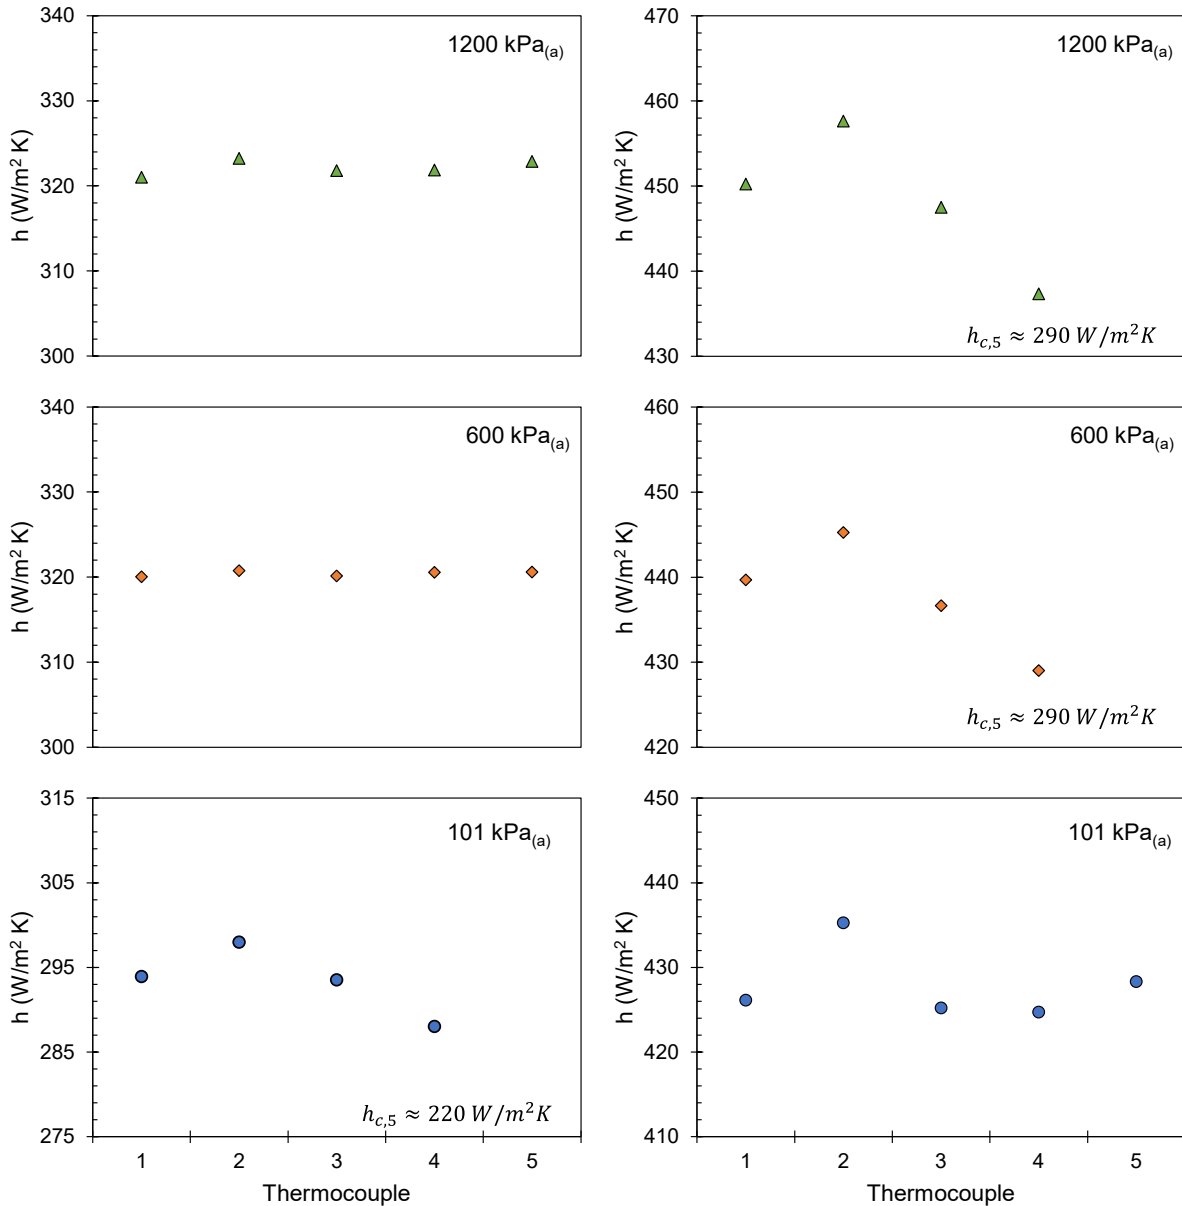 340
330
320
310
300
h (W/m² K)
1200 kPa(a)
470
460
450
440
430
h (W/m² K)
1200 kPa(a)
h_{c,5} ≈ 290 W/m²K
340
330
320
310
300
h (W/m² K)
600 kPa(a)
460
450
440
430
420
h (W/m² K)
600 kPa(a)
h_{c,5} ≈ 290 W/m²K
315
305
295
285
275
h (W/m² K)
101 kPa(a)
h_{c,5} ≈ 220 W/m²K
1 2 3 4 5
Thermocouple
450
440
430
420
410
h (W/m² K)
101 kPa(a)
1 2 3 4 5
Thermocouple